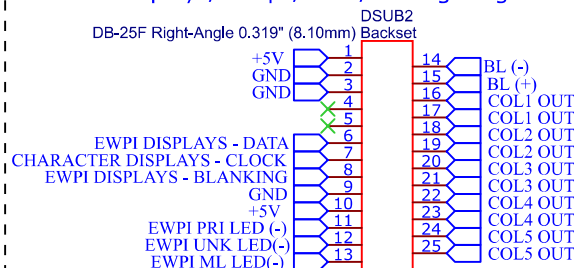 DSUB2
DB-25F Right-Angle 0.319" (8.10mm) Backset
+5V 1
GND 2
GND 3
4
5
EWPI DISPLAYS - DATA 6
CHARACTER DISPLAYS - CLOCK 7
EWPI DISPLAYS - BLANKING 8
GND 9
+5V 10
EWPI PRI LED (-) 11
EWPI UNK LED(-) 12
EWPI ML LED(-) 13
14 BL (-)
15 BL (+)
16 COL1 OUT
17 COL1 OUT
18 COL2 OUT
19 COL2 OUT
20 COL3 OUT
21 COL3 OUT
22 COL4 OUT
23 COL4 OUT
24 COL5 OUT
25 COL5 OUT